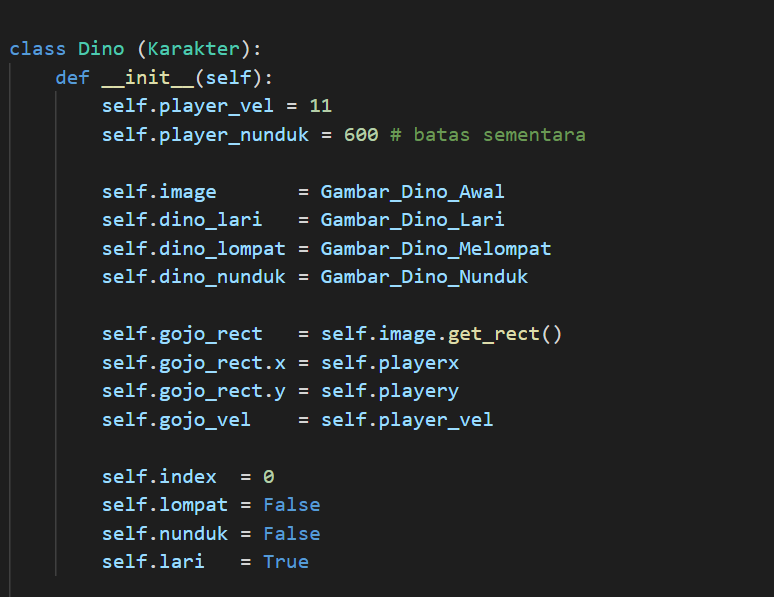 class Dino (Karakter):
    def __init__(self):
        self.player_vel = 11
        self.player_nunduk = 600 # batas sementara

        self.image       = Gambar_Dino_Awal
        self.dino_lari   = Gambar_Dino_Lari
        self.dino_lompat = Gambar_Dino_Melompat
        self.dino_nunduk = Gambar_Dino_Nunduk

        self.gojo_rect   = self.image.get_rect()
        self.gojo_rect.x = self.playerx
        self.gojo_rect.y = self.playery
        self.gojo_vel    = self.player_vel

        self.index  = 0
        self.lompat = False
        self.nunduk = False
        self.lari   = True